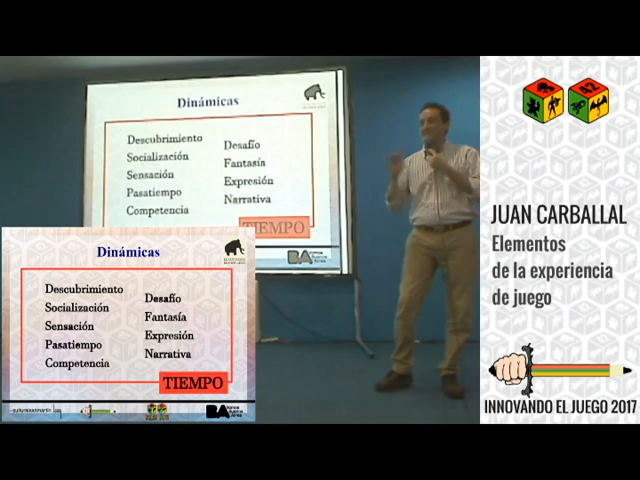 Dinámicas
Descubrimiento
Socialización
Sensación
Pasatiempo
Competencia
Desafío
Fantasía
Expresión
Narrativa
TIEMPO
Dinámicas
Descubrimiento
Socialización
Sensación
Pasatiempo
Competencia
Desafío
Fantasía
Expresión
Narrativa
TIEMPO
BA
42
JUAN CARBALLAL
Elementos
de la experiencia
de juego
INNOVANDO EL JUEGO 2017